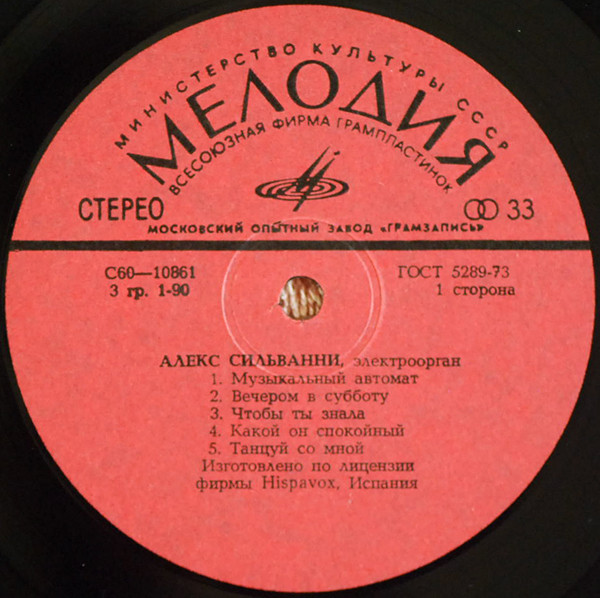 МИНИСТЕРСТВО КУЛЬТУРЫ СССР
МЕЛОДИЯ
ВСЕСОЮЗНАЯ ФИРМА ГРАМПЛАСТИНОК
СТЕРЕО
33
МОСКОВСКИЙ ОПЫТНЫЙ ЗАВОД «ГРАМЗАПИСЬ»
С60—10861
ГОСТ 5289-73
3 гр. 1-90
1 сторона
АЛЕКС СИЛЬВАННИ, электроорган
1. Музыкальный автомат
2. Вечером в субботу
3. Чтобы ты знала
4. Какой он спокойный
5. Танцуй со мной
Изготовлено по лицензии
фирмы Hispavox, Испания